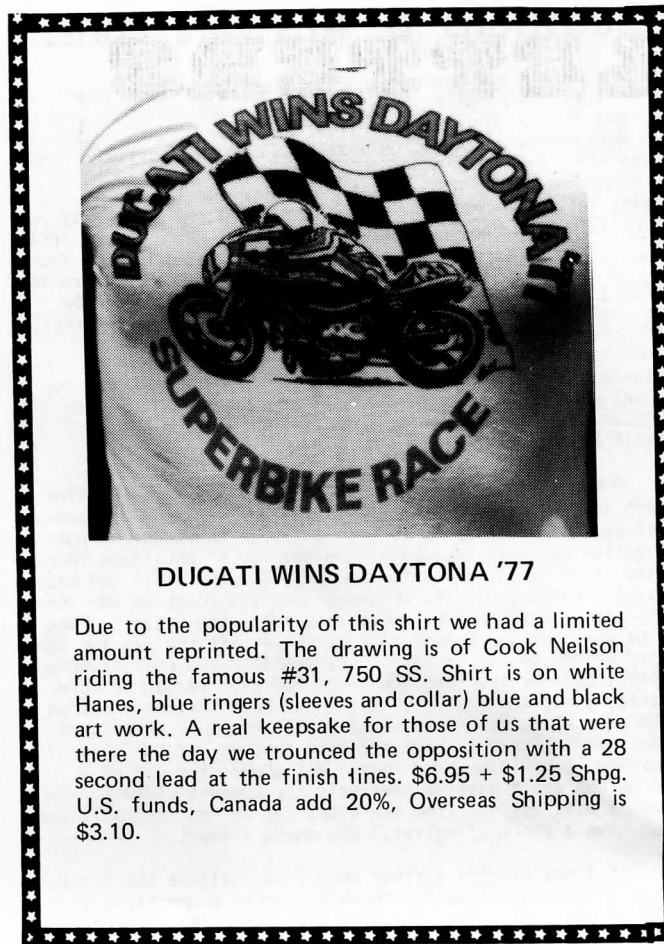 DUCATI WINS DAYTONA '77
SUPERBIKE RACE
DUCATI WINS DAYTONA '77
Due to the popularity of this shirt we had a limited
amount reprinted. The drawing is of Cook Neilson
riding the famous #31, 750 SS. Shirt is on white
Hanes, blue ringers (sleeves and collar) blue and black
art work. A real keepsake for those of us that were
there the day we trounced the opposition with a 28
second lead at the finish lines. $6.95 + $1.25 Shpg.
U.S. funds, Canada add 20%, Overseas Shipping is
$3.10.